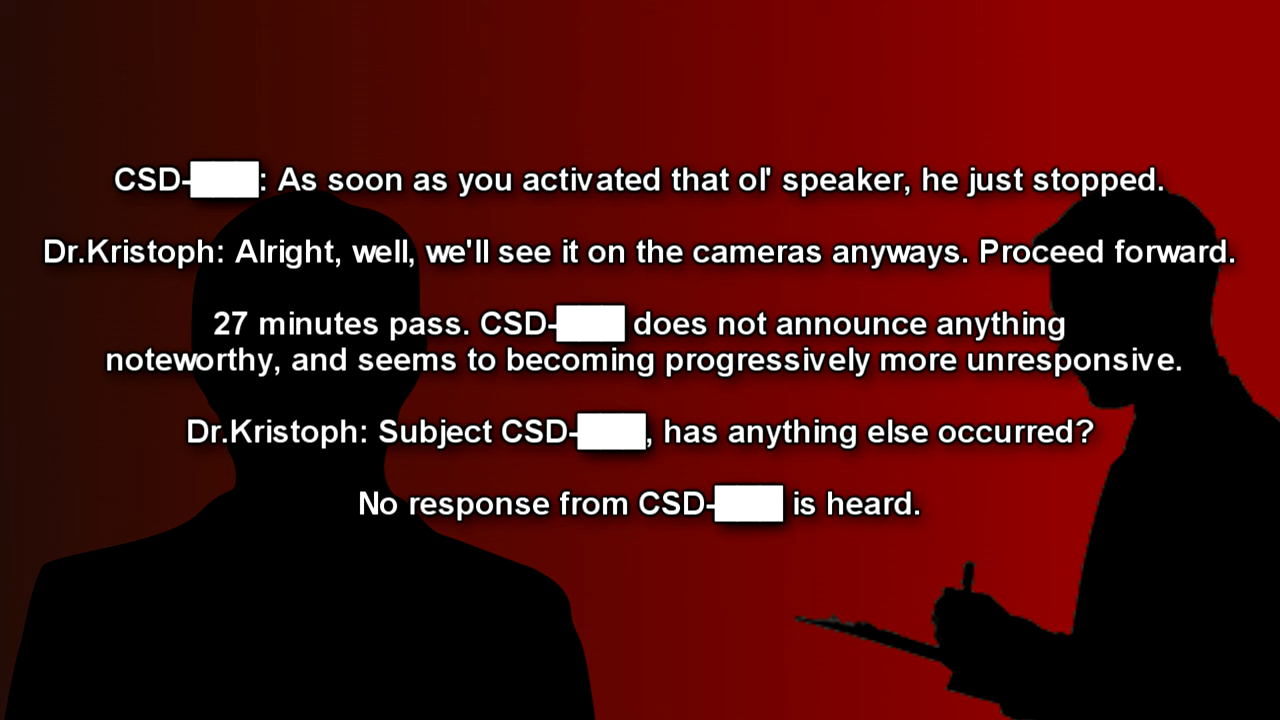 CSD-: As soon as you activated that ol' speaker, he just stopped.
Dr.Kristoph: Alright, well, we'll see it on the cameras anyways. Proceed forward.
27 minutes pass. CSD- does not announce anything
noteworthy, and seems to becoming progressively more unresponsive.
Dr.Kristoph: Subject CSD-, has anything else occurred?
No response from CSD- is heard.